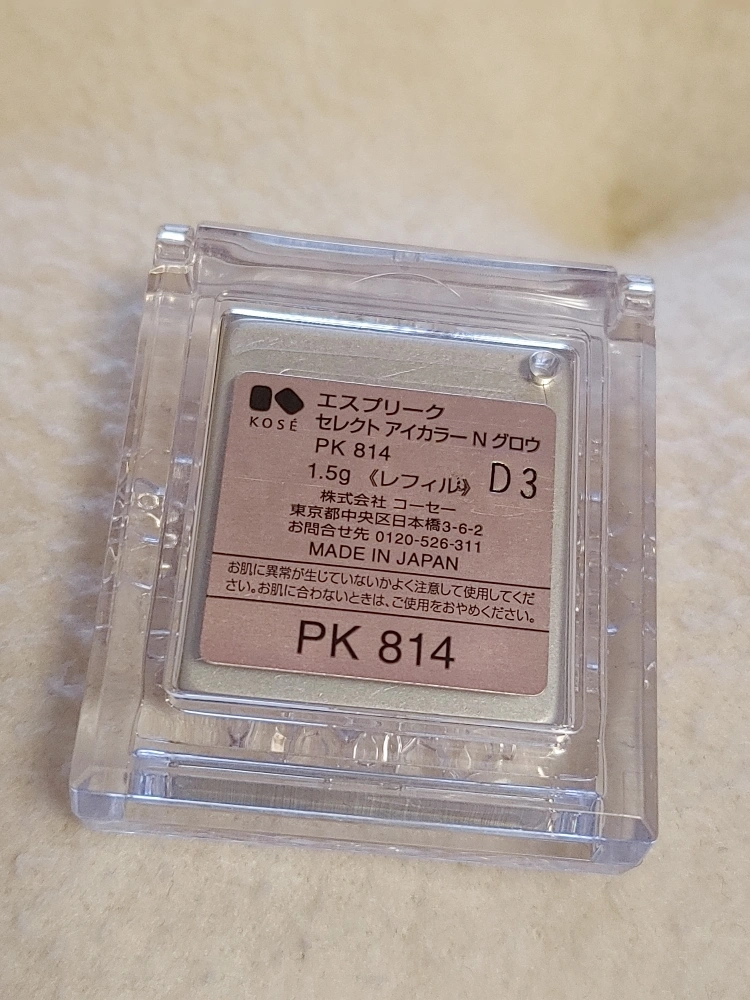 KOSÉ
エスプリーク
セレクト アイカラー N グロウ
PK 814
1.5g 《レフィル》 D3
株式会社 コーセー
東京都中央区日本橋3-6-2
お問合せ先 0120-526-311
MADE IN JAPAN
お肌に異常が生じていないかよく注意して使用してくだ
さい。お肌に合わないときは、ご使用をおやめください。
PK 814